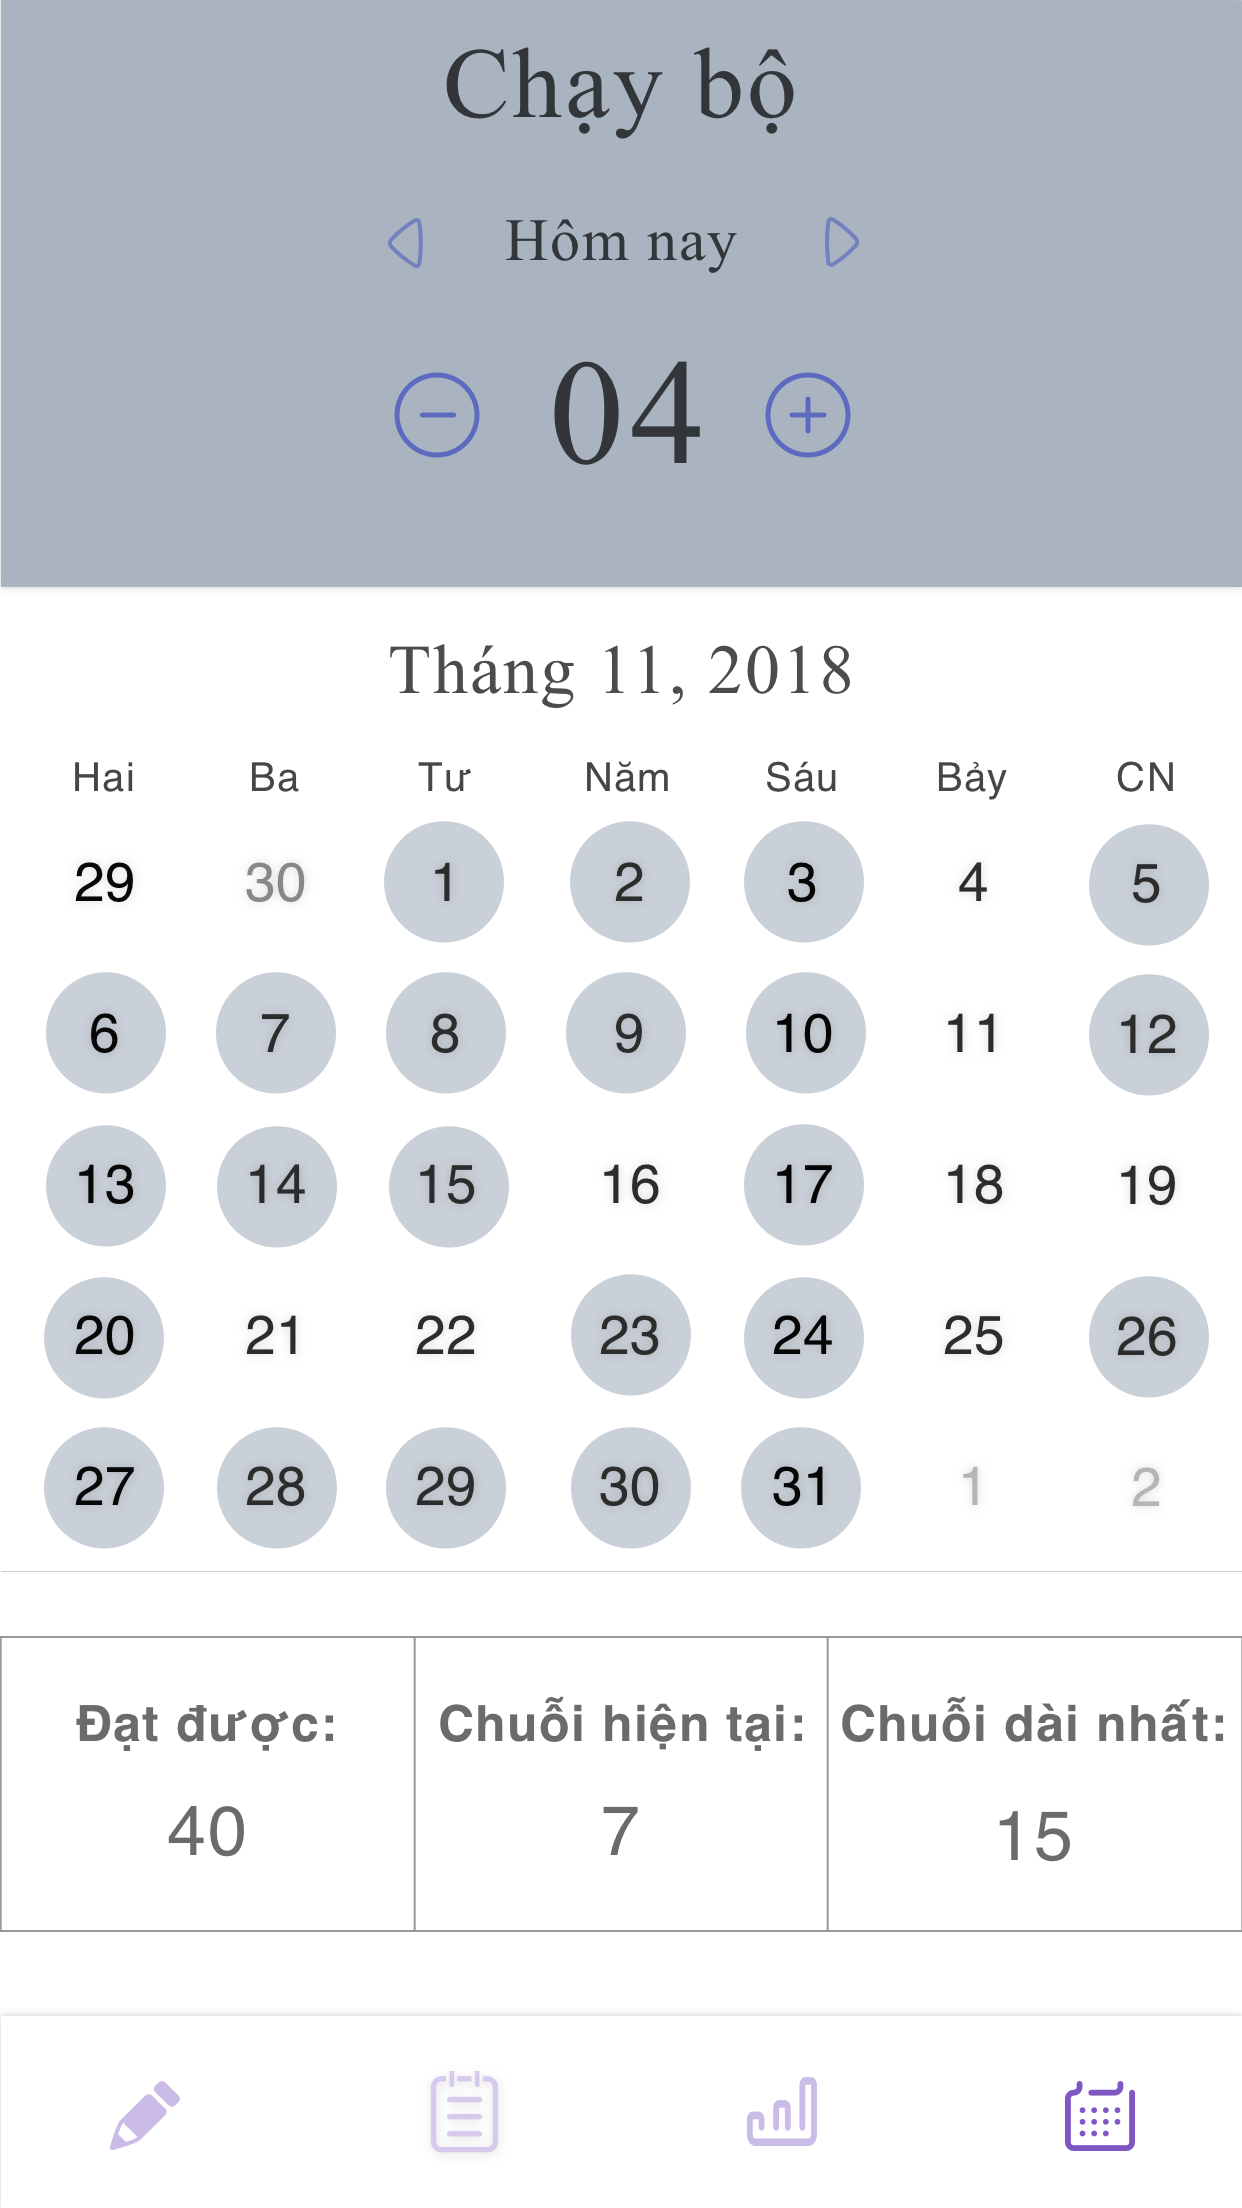 Chạy bộ
Hôm nay
04
Tháng 11, 2018
Hai Ba Tư Năm Sáu Bảy CN
29 30 1 2 3 4 5
6 7 8 9 10 11 12
13 14 15 16 17 18 19
20 21 22 23 24 25 26
27 28 29 30 31 1 2
Đạt được: Chuỗi hiện tại: Chuỗi dài nhất:
40 7 15